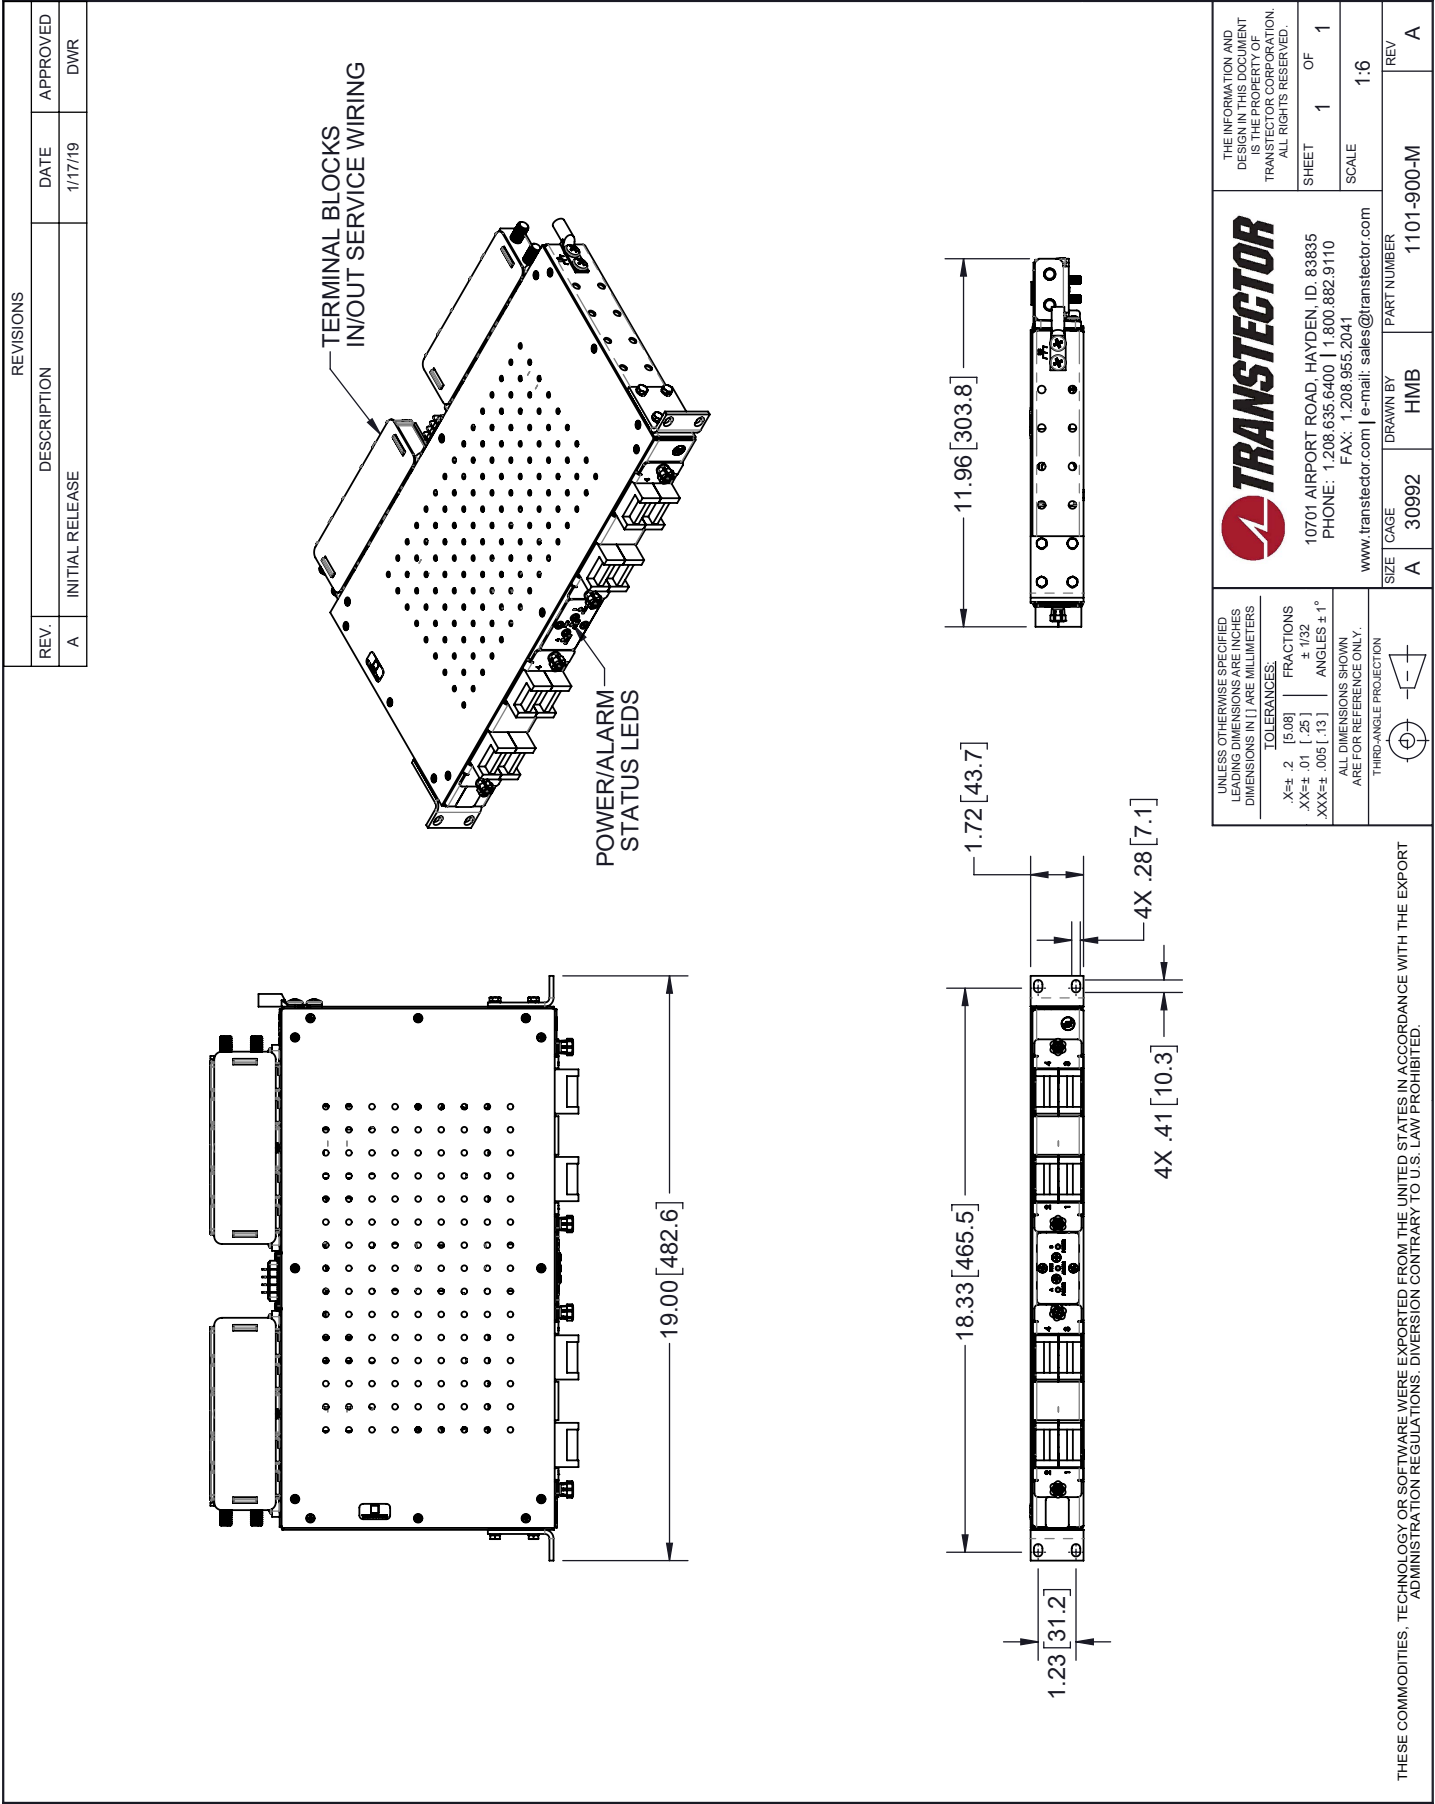 REVISIONS
REV. DESCRIPTION DATE APPROVED
A INITIAL RELEASE 1/17/19 DWR
TERMINAL BLOCKS
IN/OUT SERVICE WIRING
POWER/ALARM
STATUS LEDS
19.00 [482.6]
11.96 [303.8]
1.72 [43.7]
18.33 [465.5]
4X .28 [7.1]
4X .41 [10.3]
1.23 [31.2]
UNLESS OTHERWISE SPECIFIED
LEADING DIMENSIONS ARE INCHES
DIMENSIONS IN [ ] ARE MILLIMETERS
TOLERANCES:
.X=± .2 [5.08] FRACTIONS
.XX=± .01 [ .25 ] ± 1/32
.XXX=± .005 [ .13 ] ANGLES ± 1°
ALL DIMENSIONS SHOWN
ARE FOR REFERENCE ONLY.
THIRD-ANGLE PROJECTION
TRANSTECTOR
10701 AIRPORT ROAD, HAYDEN, ID. 83835
PHONE: 1.208.635.6400 | 1.800.882.9110
FAX: 1.208.955.2041
www.transtector.com | e-mail: sales@transtector.com
THE INFORMATION AND
DESIGN IN THIS DOCUMENT
IS THE PROPERTY OF
TRANSTECTOR CORPORATION.
ALL RIGHTS RESERVED.
SHEET 1 OF 1
SCALE 1:6
SIZE CAGE DRAWN BY PART NUMBER REV
A 30992 HMB 1101-900-M A
THESE COMMODITIES, TECHNOLOGY OR SOFTWARE WERE EXPORTED FROM THE UNITED STATES IN ACCORDANCE WITH THE EXPORT
ADMINISTRATION REGULATIONS. DIVERSION CONTRARY TO U.S. LAW PROHIBITED.